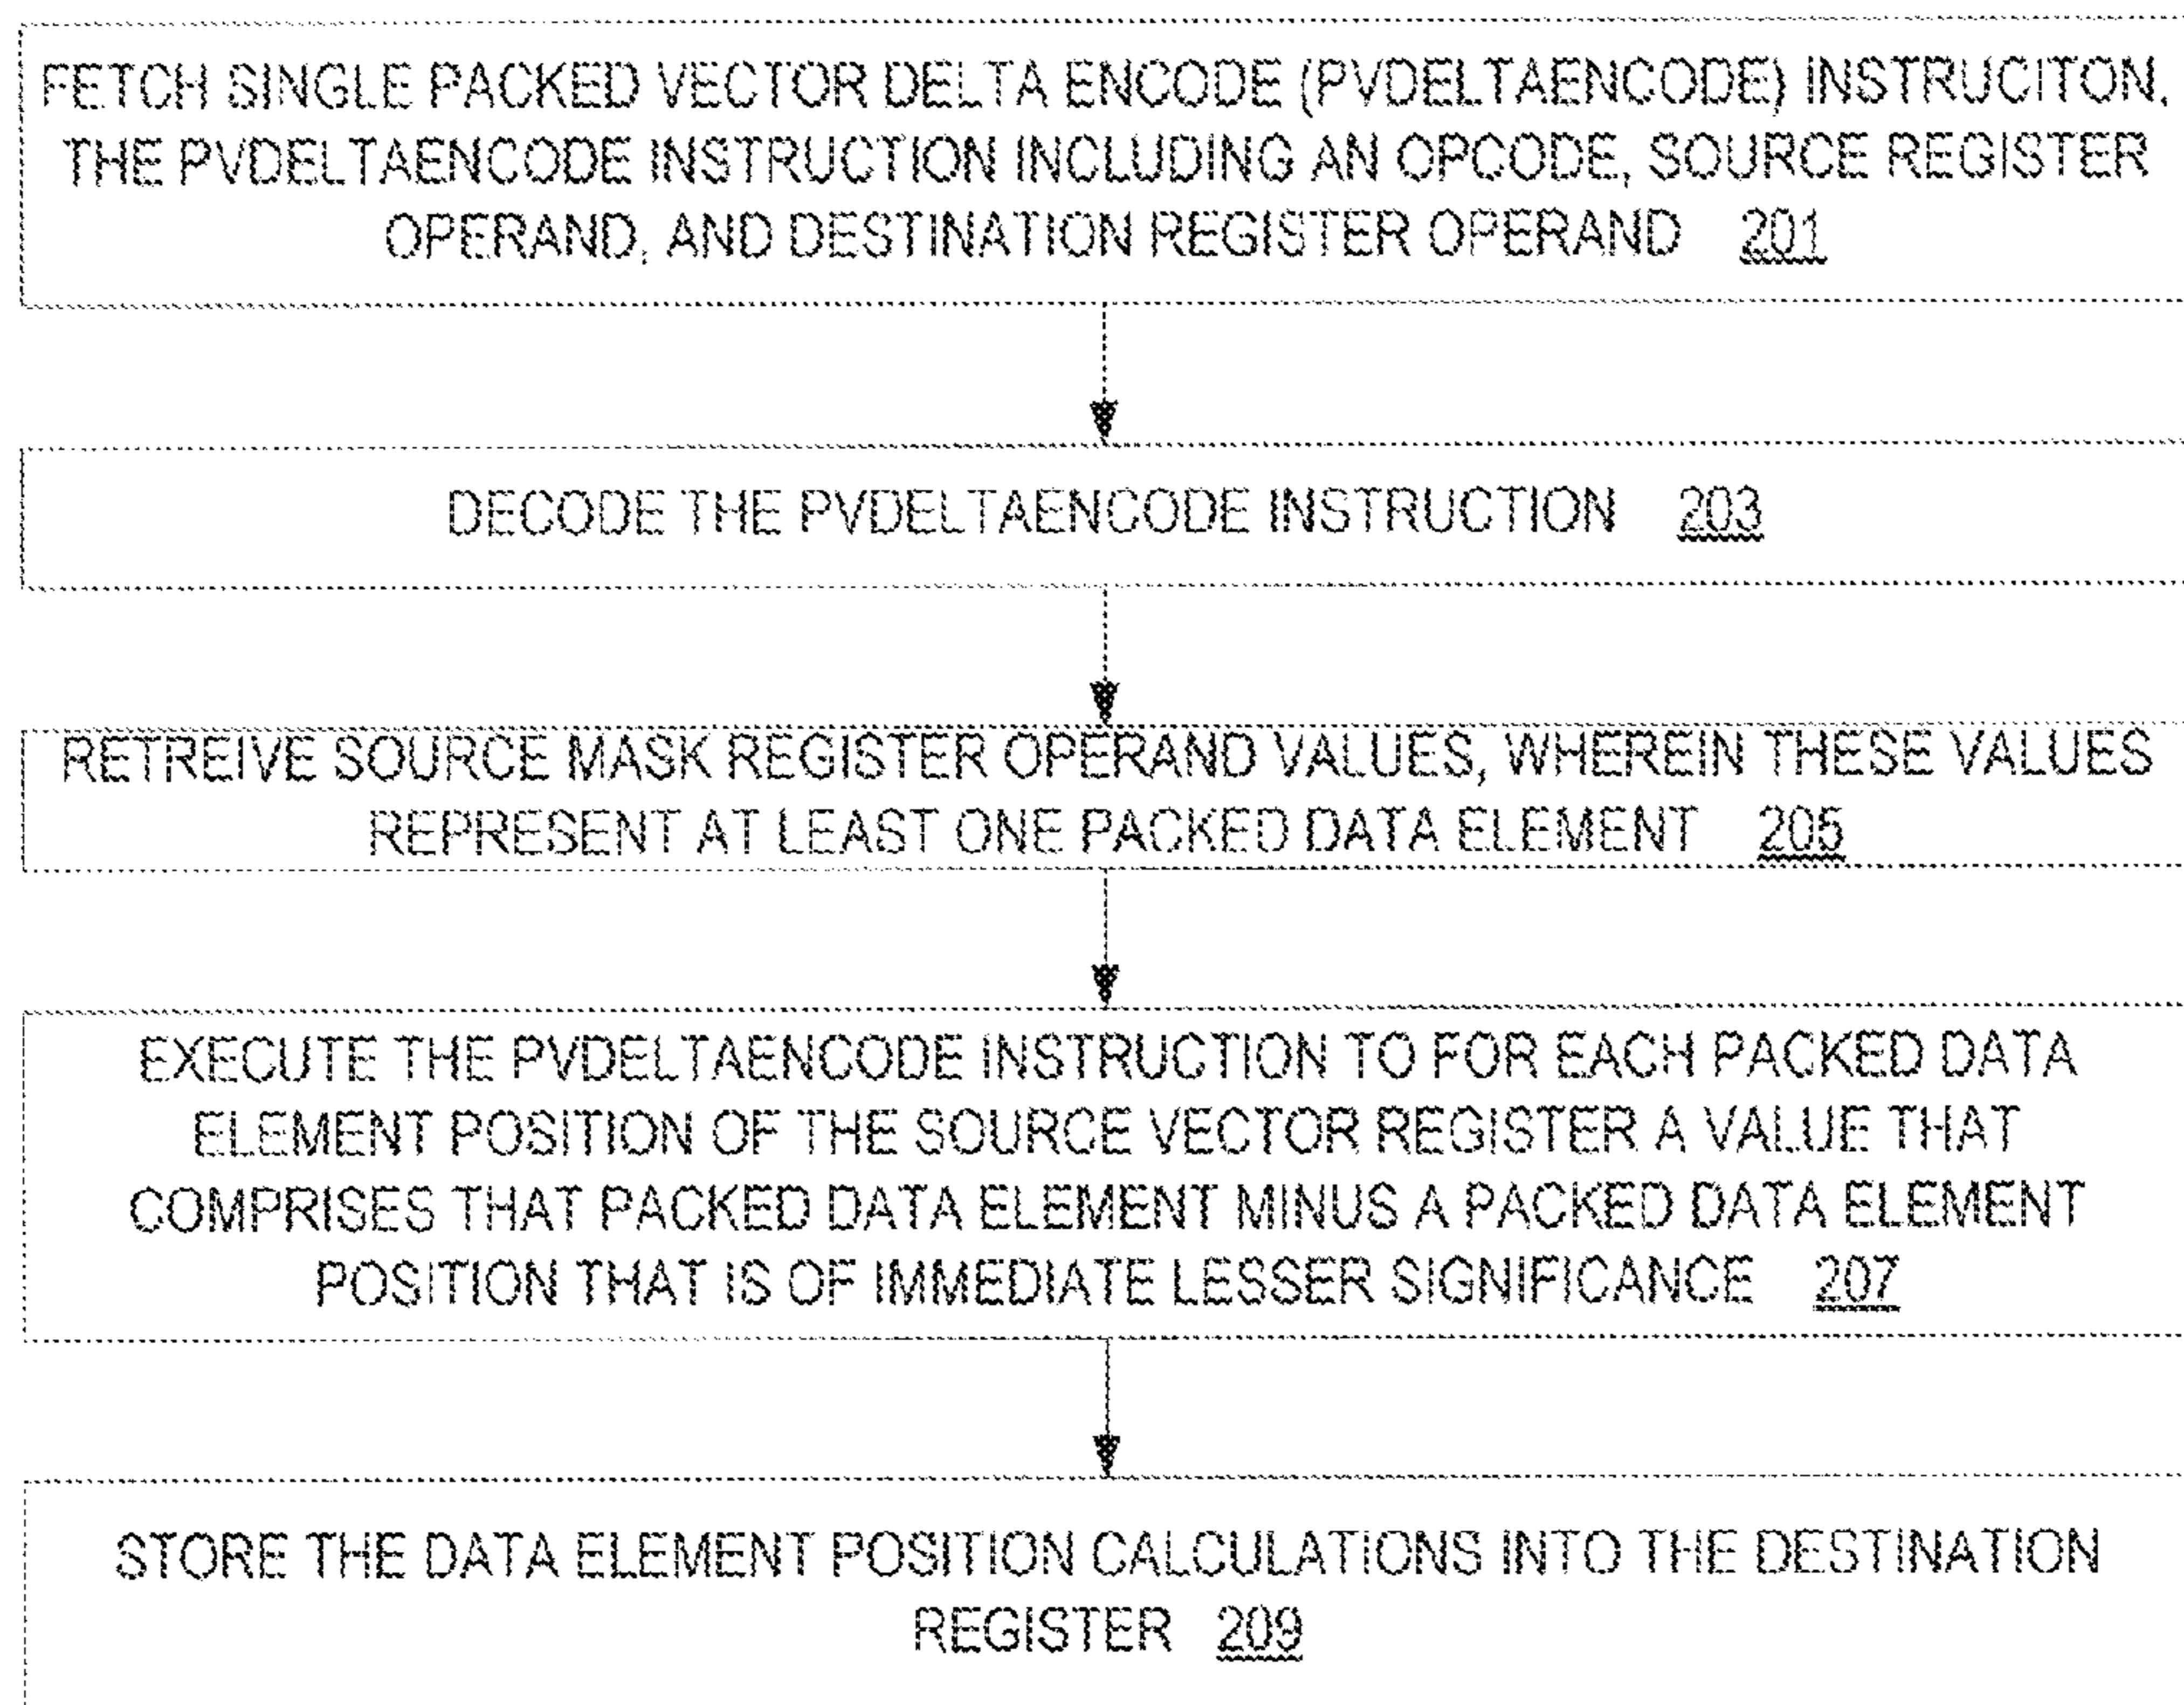 FETCH SINGLE PACKED VECTOR DELTA ENCODE (PVDELTAENCODE) INSTRUCITON,
THE PVDELTAENCODE INSTRUCTION INCLUDING AN OPCODE, SOURCE REGISTER
OPERAND, AND DESTINATION REGISTER OPERAND 201
DECODE THE PVDELTAENCODE INSTRUCTION 203
RETREIVE SOURCE MASK REGISTER OPERAND VALUES, WHEREIN THESE VALUES
REPRESENT AT LEAST ONE PACKED DATA ELEMENT 205
EXECUTE THE PVDELTAENCODE INSTRUCTION TO FOR EACH PACKED DATA
ELEMENT POSITION OF THE SOURCE VECTOR REGISTER A VALUE THAT
COMPRISES THAT PACKED DATA ELEMENT MINUS A PACKED DATA ELEMENT
POSITION THAT IS OF IMMEDIATE LESSER SIGNIFICANCE 207
STORE THE DATA ELEMENT POSITION CALCULATIONS INTO THE DESTINATION
REGISTER 209